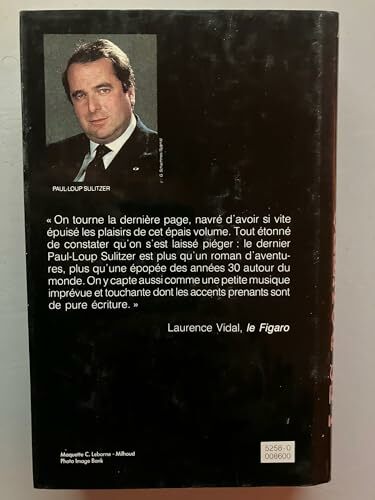 PAUL-LOUP SULITZER
« On tourne la dernière page, navré d'avoir si vite
épuisé les plaisirs de cet épais volume. Tout étonné
de constater qu'on s'est laissé piéger : le dernier
Paul-Loup Sulitzer est plus qu'un roman d'aventu-
res, plus qu'une épopée des années 30 autour du
monde. On y capte aussi comme une petite musique
imprévue et touchante dont les accents prenants sont
de pure écriture. »
Laurence Vidal, le Figaro
Maquette C. Leborne - Milhoud
Photo Image Bank
5258-0
008600